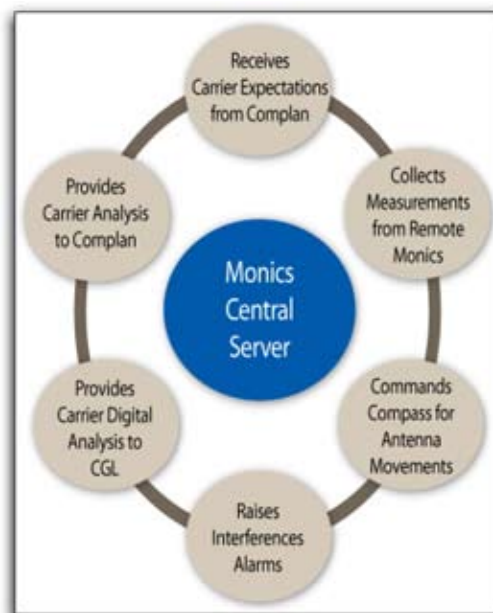 Receives
Carrier Expectations
from Complan
Collects
Measurements
from Remote
Monics
Commands
Compass for
Antenna
Movements
Raises
Interferences
Alarms
Provides
Carrier Digital
Analysis to
CGL
Provides
Carrier Analysis
to Complan
Monics
Central
Server